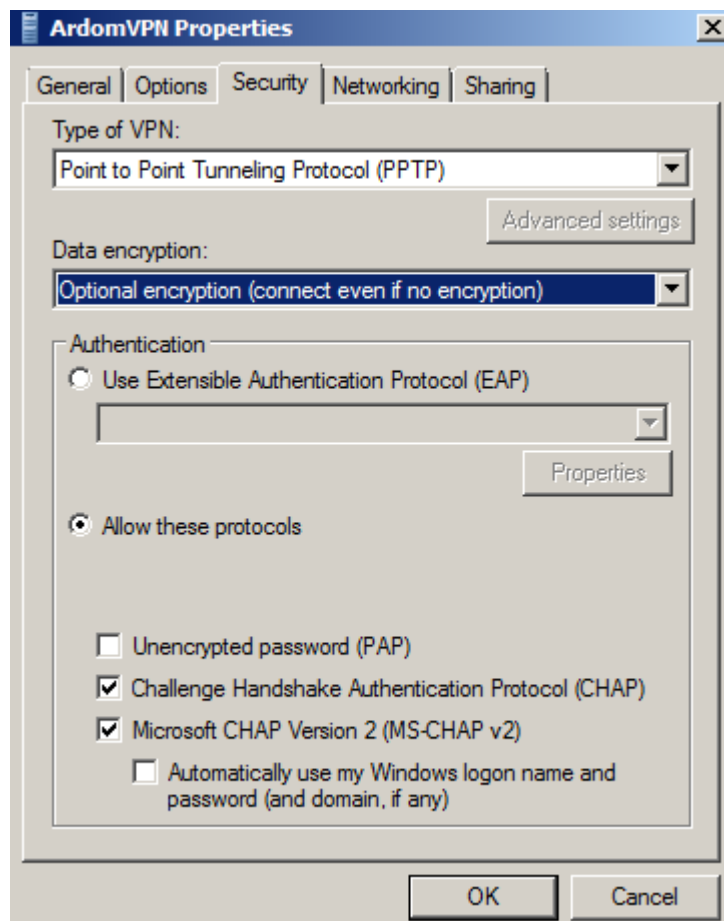 ArdomVPN Properties
General Options Security Networking Sharing
Type of VPN:
Point to Point Tunneling Protocol (PPTP)
Advanced settings
Data encryption:
Optional encryption (connect even if no encryption)
Authentication
Use Extensible Authentication Protocol (EAP)
Properties
Allow these protocols
Unencrypted password (PAP)
Challenge Handshake Authentication Protocol (CHAP)
Microsoft CHAP Version 2 (MS-CHAP v2)
Automatically use my Windows logon name and
password (and domain, if any)
OK Cancel